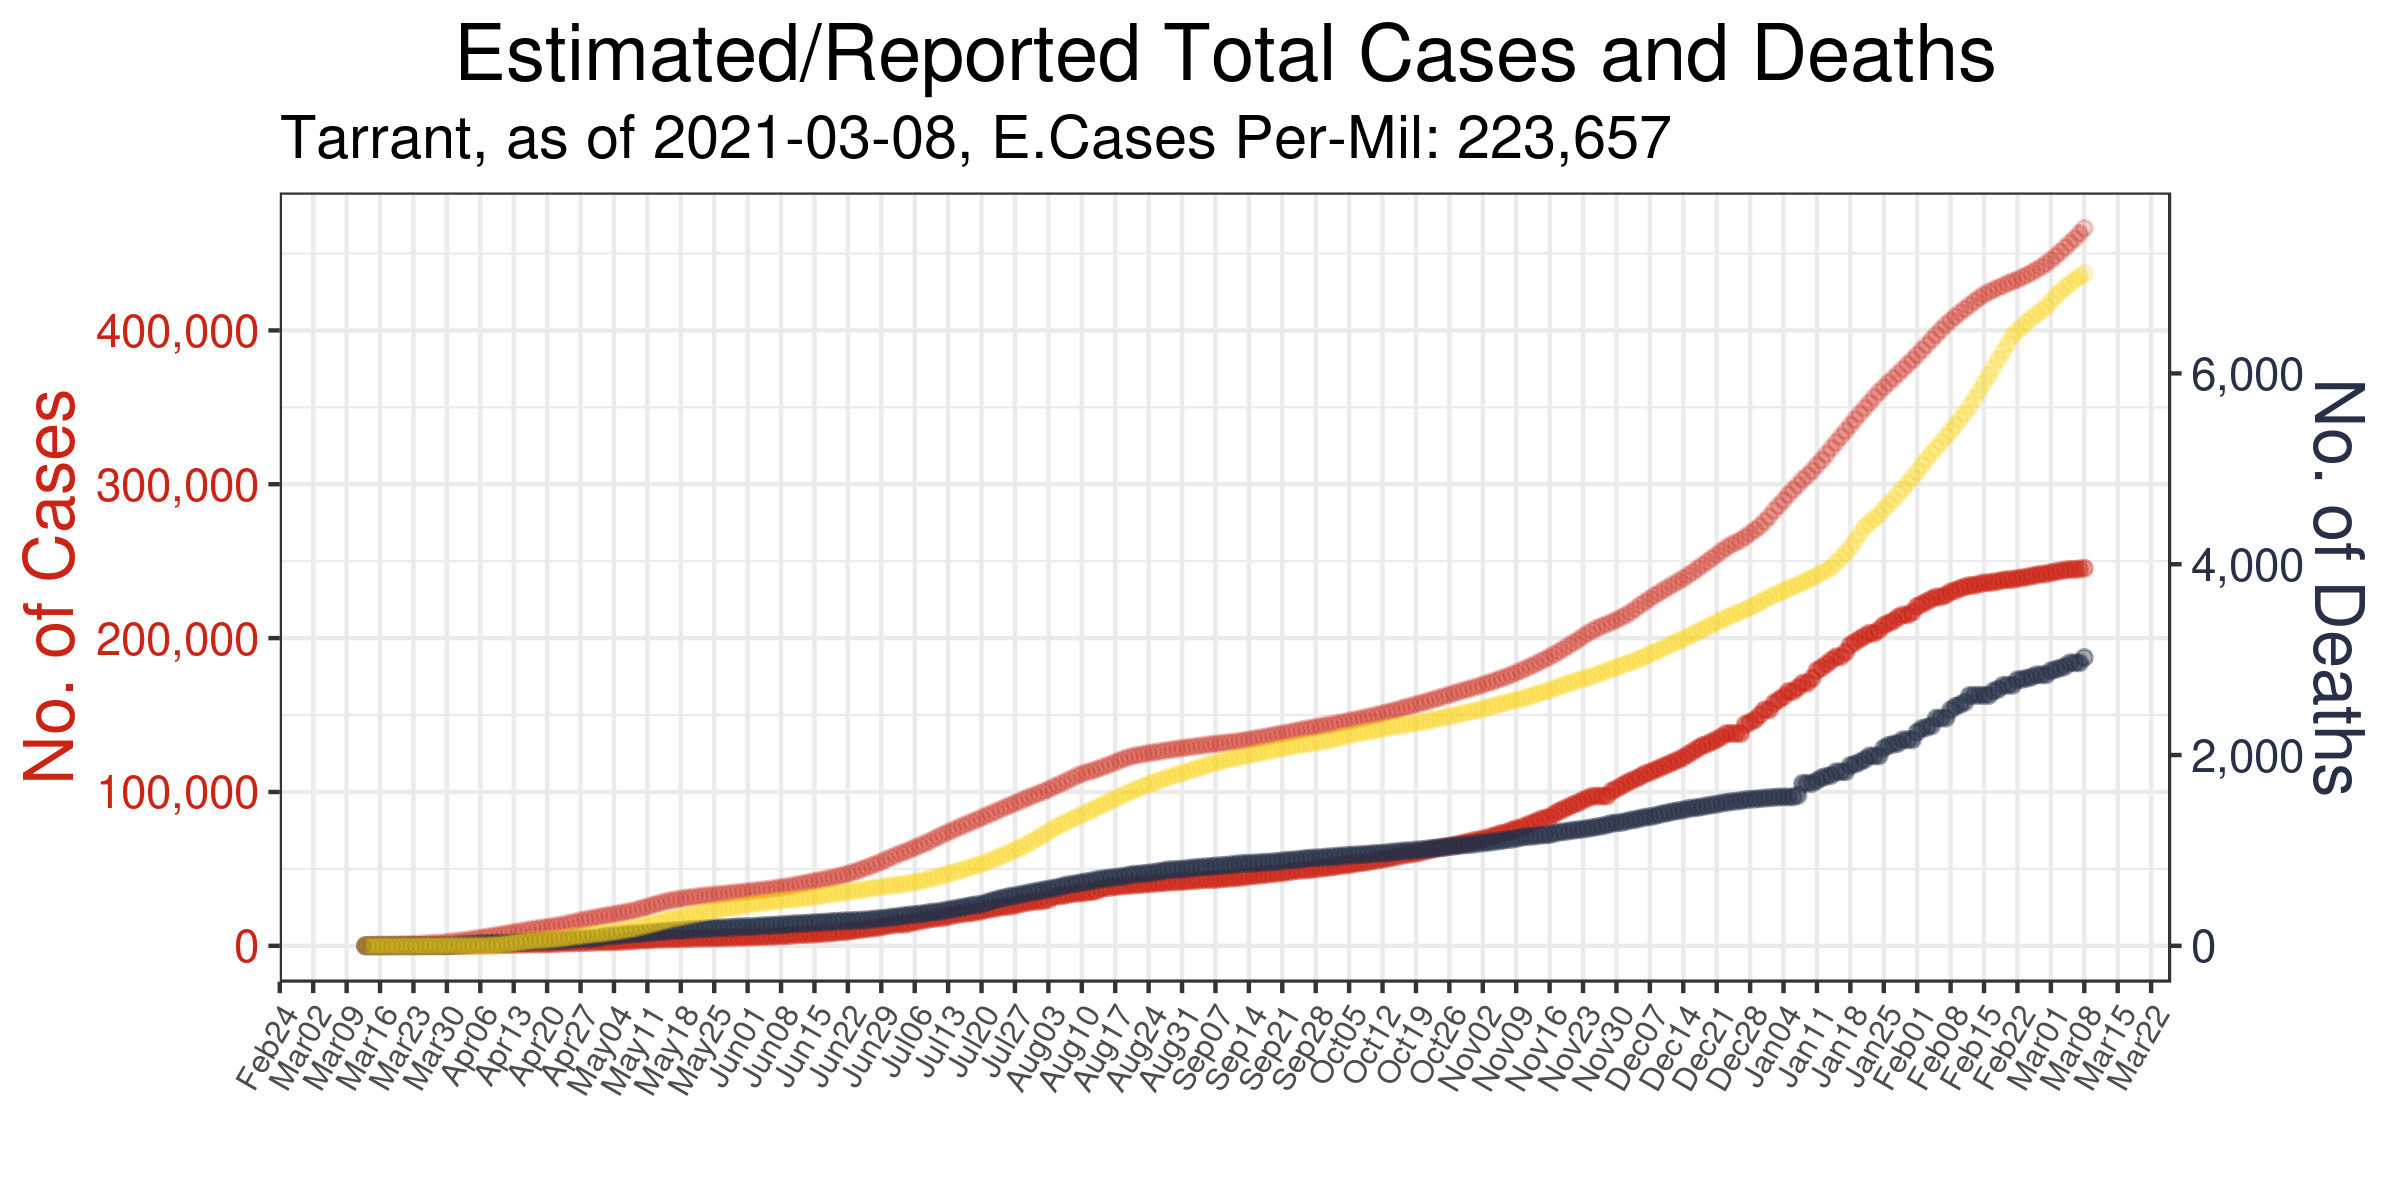 Estimated/Reported Total Cases and Deaths
Tarrant, as of 2021-03-08, E.Cases Per-Mil: 223,657
No. of Cases
400,000
300,000
200,000
100,000
0
6,000
4,000
2,000
0
No. of Deaths
Feb24
Mar02
Mar09
Mar16
Mar23
Mar30
Apr06
Apr13
Apr20
Apr27
May04
May11
May18
May25
Jun01
Jun08
Jun15
Jun22
Jun29
Jul06
Jul13
Jul20
Jul27
Aug03
Aug10
Aug17
Aug24
Aug31
Sep07
Sep14
Sep21
Sep28
Oct05
Oct12
Oct19
Oct26
Nov02
Nov09
Nov16
Nov23
Nov30
Dec07
Dec14
Dec21
Dec28
Jan04
Jan11
Jan18
Jan25
Feb01
Feb08
Feb15
Feb22
Mar01
Mar08
Mar15
Mar22